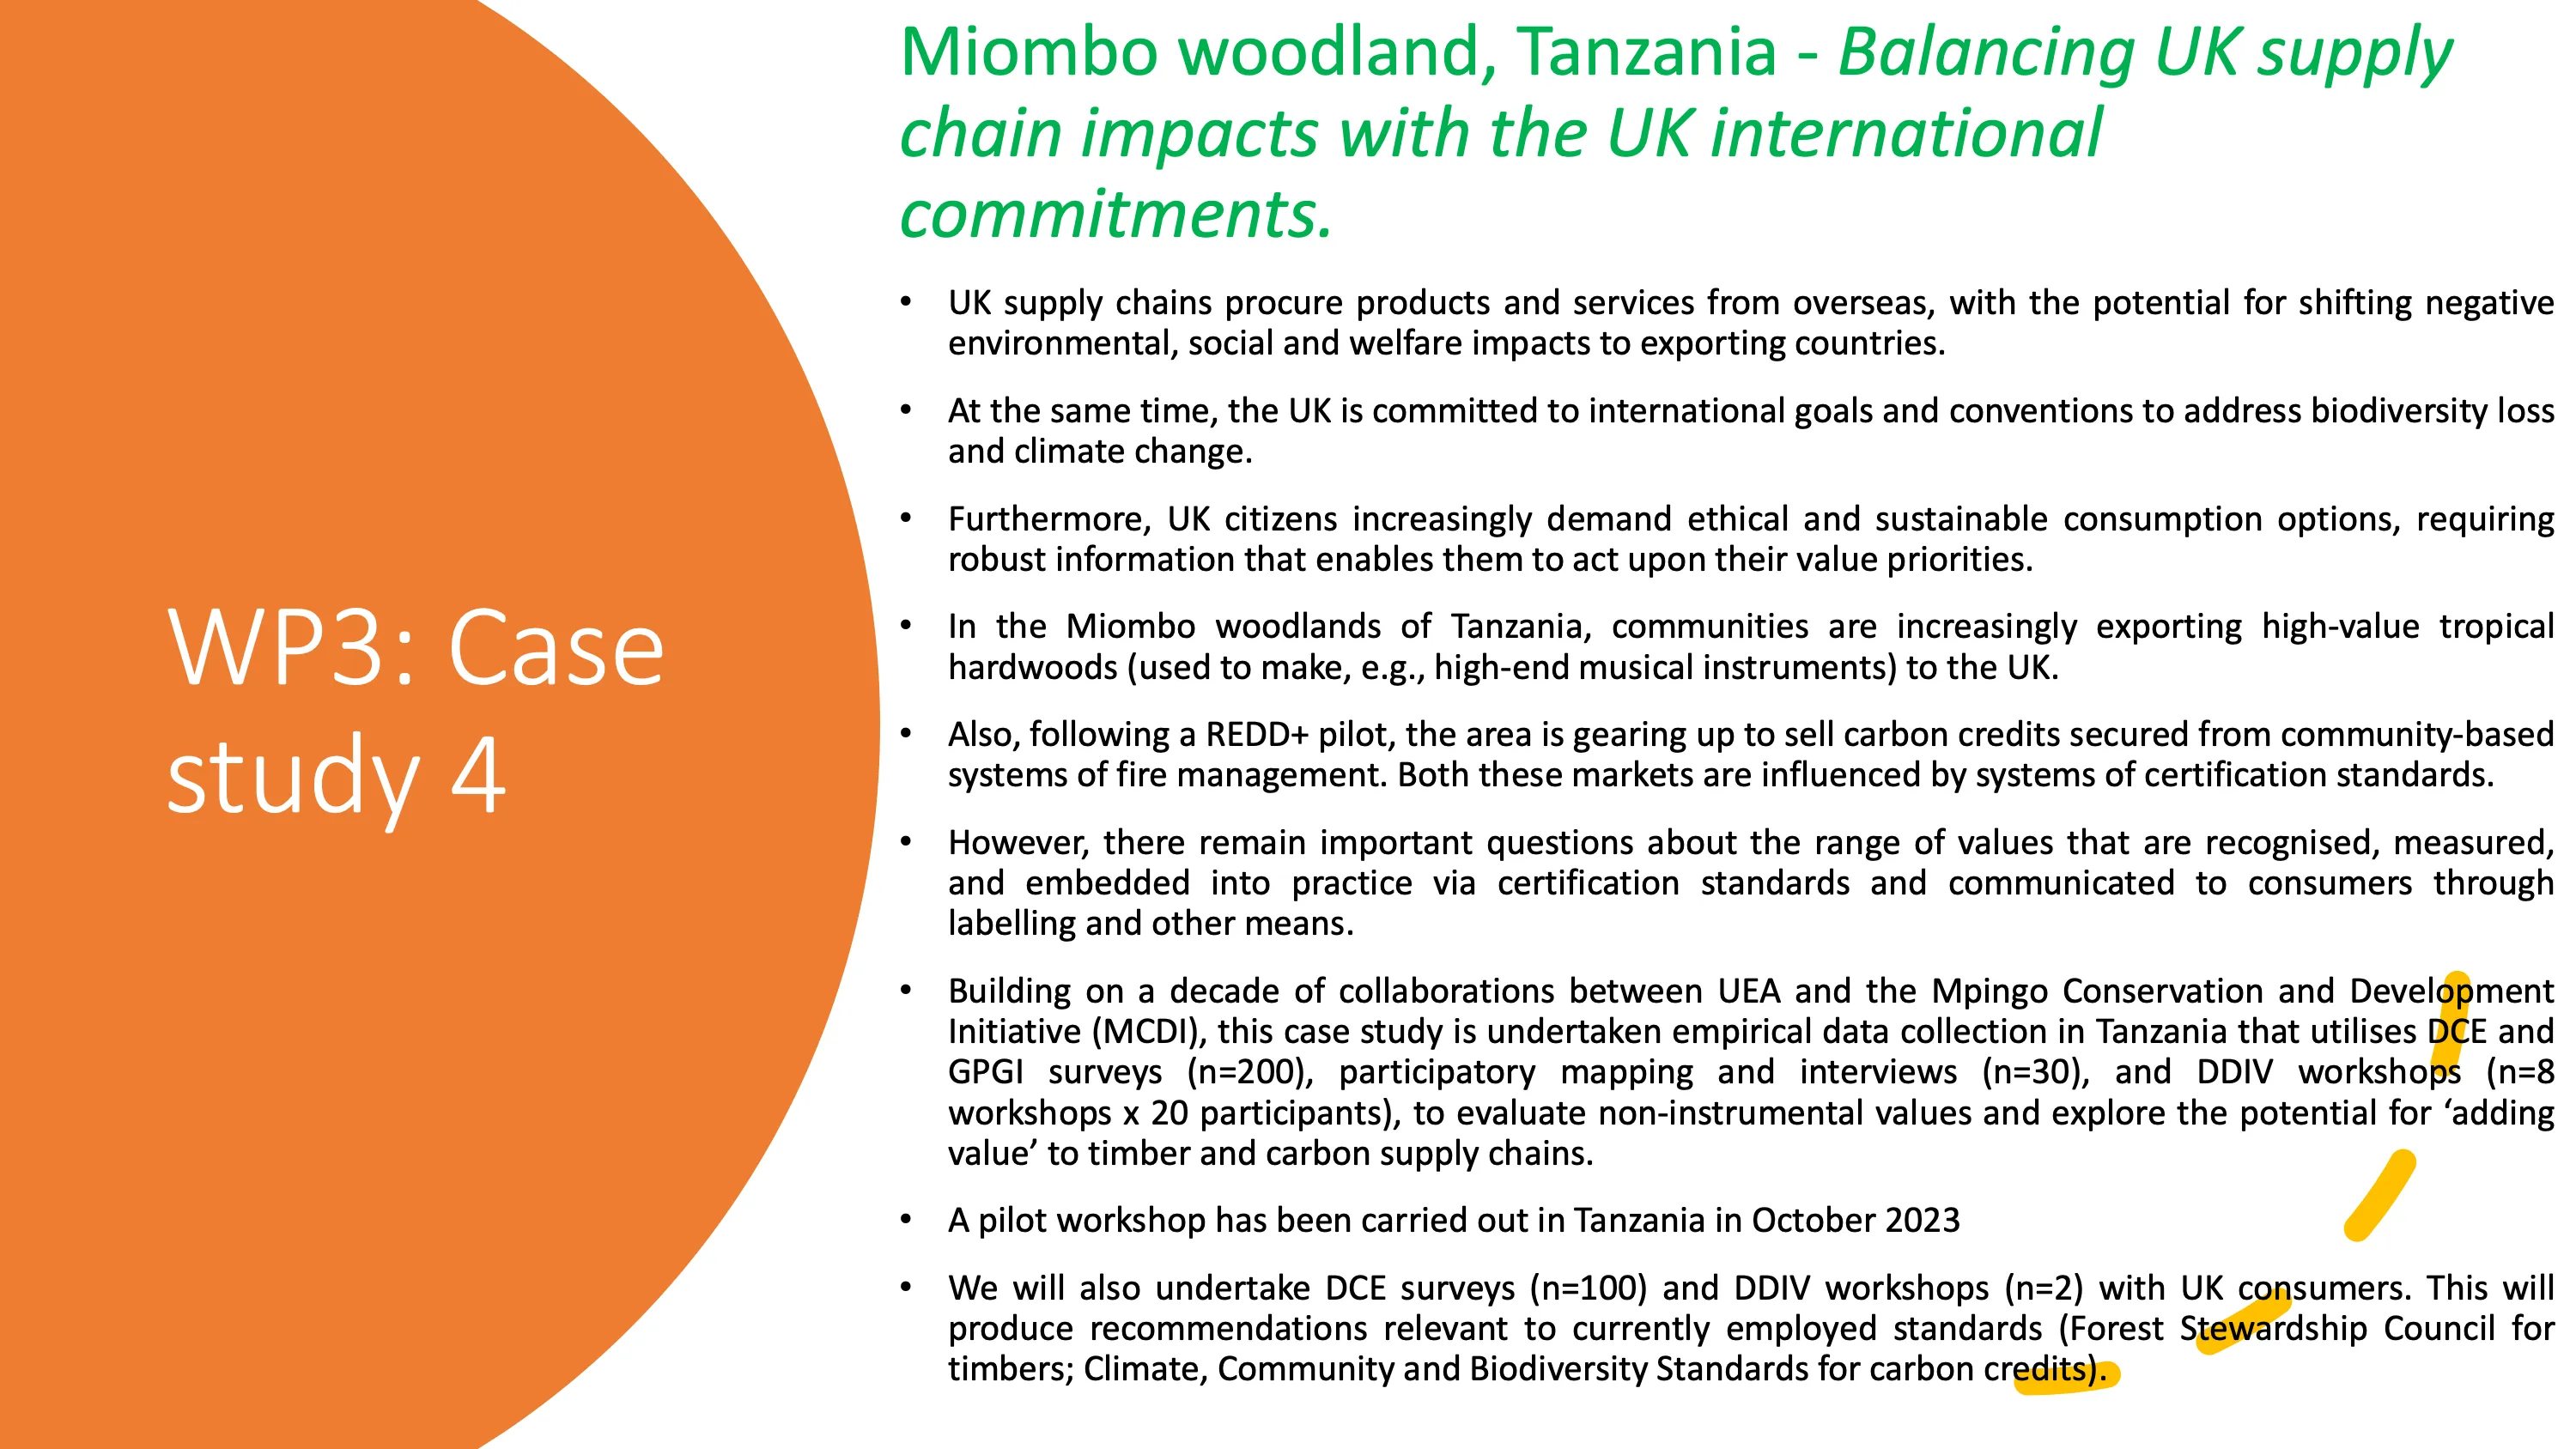 WP3: Case
study 4
Miombo woodland, Tanzania - Balancing UK supply
chain impacts with the UK international
commitments.
• UK supply chains procure products and services from overseas, with the potential for shifting negative
environmental, social and welfare impacts to exporting countries.
• At the same time, the UK is committed to international goals and conventions to address biodiversity loss
and climate change.
• Furthermore, UK citizens increasingly demand ethical and sustainable consumption options, requiring
robust information that enables them to act upon their value priorities.
• In the Miombo woodlands of Tanzania, communities are increasingly exporting high-value tropical
hardwoods (used to make, e.g., high-end musical instruments) to the UK.
• Also, following a REDD+ pilot, the area is gearing up to sell carbon credits secured from community-based
systems of fire management. Both these markets are influenced by systems of certification standards.
• However, there remain important questions about the range of values that are recognised, measured,
and embedded into practice via certification standards and communicated to consumers through
labelling and other means.
• Building on a decade of collaborations between UEA and the Mpingo Conservation and Development
Initiative (MCDI), this case study is undertaken empirical data collection in Tanzania that utilises DCE and
GPGI surveys (n=200), participatory mapping and interviews (n=30), and DDIV workshops (n=8
workshops x 20 participants), to evaluate non-instrumental values and explore the potential for ‘adding
value’ to timber and carbon supply chains.
• A pilot workshop has been carried out in Tanzania in October 2023
• We will also undertake DCE surveys (n=100) and DDIV workshops (n=2) with UK consumers. This will
produce recommendations relevant to currently employed standards (Forest Stewardship Council for
timbers; Climate, Community and Biodiversity Standards for carbon credits).